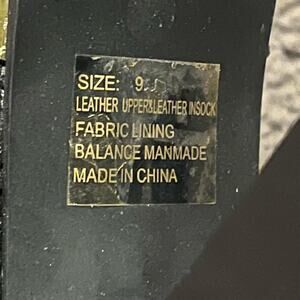 SIZE: 9.
LEATHER UPPER&LEATHER INSOCK
FABRIC LINING
BALANCE MANMADE
MADE IN CHINA